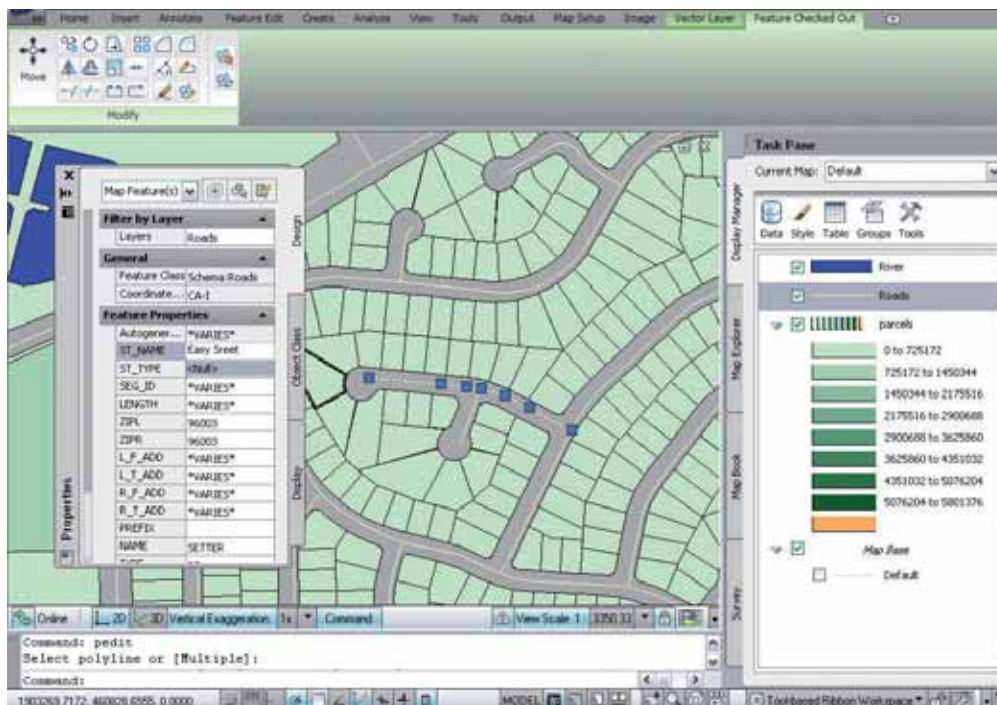 Home Insert Annotate Feature Edit Create Analyze View Tools Output Map Setup Image Vector Layer Feature Checked Out
Move
Modify
Task Pane
Current Map: Default
Data Style Table Groups Tools
River
Roads
parcels
0 to 725172
725172 to 1450344
1450344 to 2175516
2175516 to 2900688
2900688 to 3625860
3625860 to 4351032
4351032 to 5076204
5076204 to 5801376
Map Base
Default
Display Manager
Map Explorer
Map Book
Survey
Map Feature(s)
Filter by Layer
Layers Roads
General
Feature Class Schema:Roads
Coordinate... CA-I
Feature Properties
Autogener... *VARIES*
ST_NAME Easy Sreet
ST_TYPE <Null>
SEG_ID *VARIES*
LENGTH *VARIES*
ZIPL 96003
ZIPR 96003
L_F_ADD *VARIES*
L_T_ADD *VARIES*
R_F_ADD *VARIES*
R_T_ADD *VARIES*
PREFIX
NAME SETTER
Design
Object Class
Display
Properties
Online 2D 3D Vertical Exaggeration 1x Command View Scale 1: 3350.33
Command: pedit
Select polyline or [Multiple]:
Command:
MODEL Tool-based Ribbon Workspace